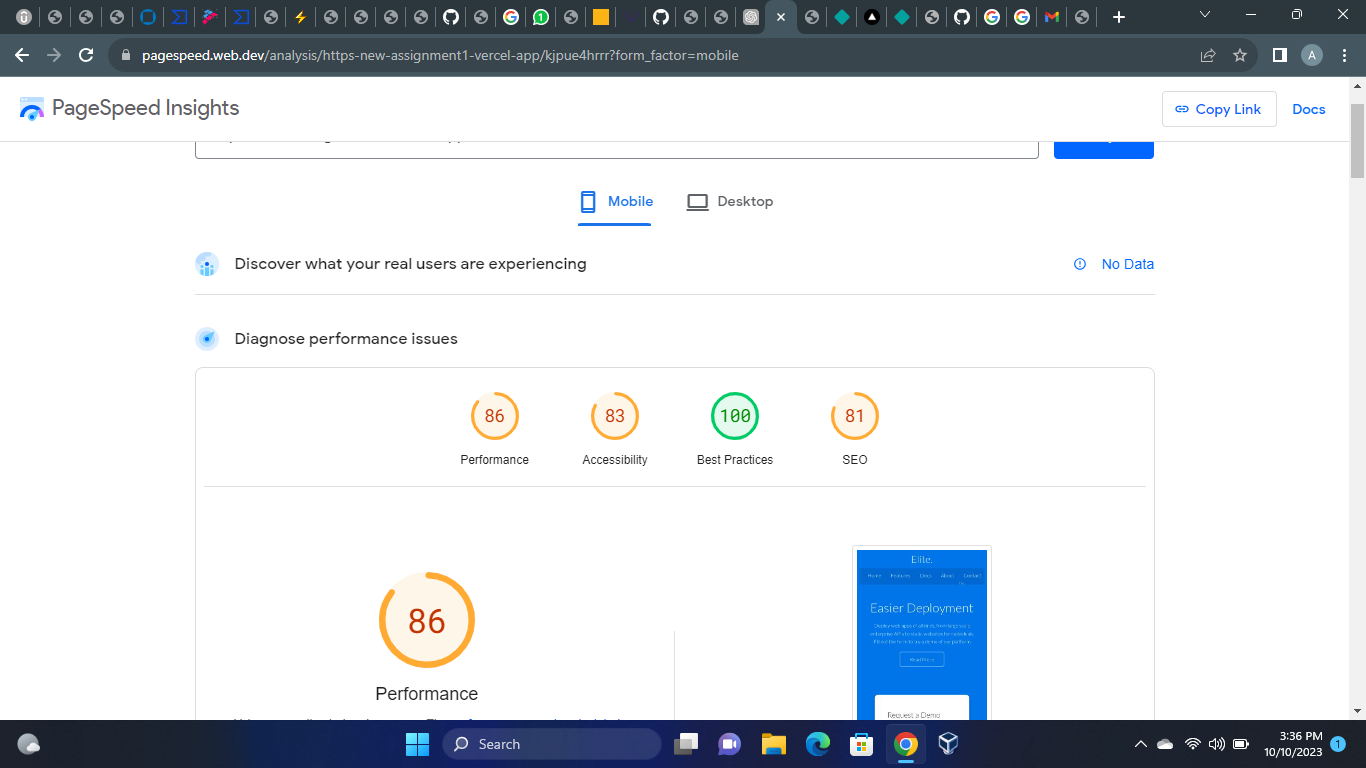 pagespeed.web.dev/analysis/https-new-assignment1-vercel-app/kjpue4hrrr?form_factor=mobile
A
PageSpeed Insights
Copy Link
Docs
Mobile
Desktop
Discover what your real users are experiencing
No Data
Diagnose performance issues
86
83
100
81
Performance
Accessibility
Best Practices
SEO
86
Performance
Elite.
Home Features Docs About Contact
Easier Deployment
Read More
Request a Demo
Search
3:36 PM
10/10/2023
1